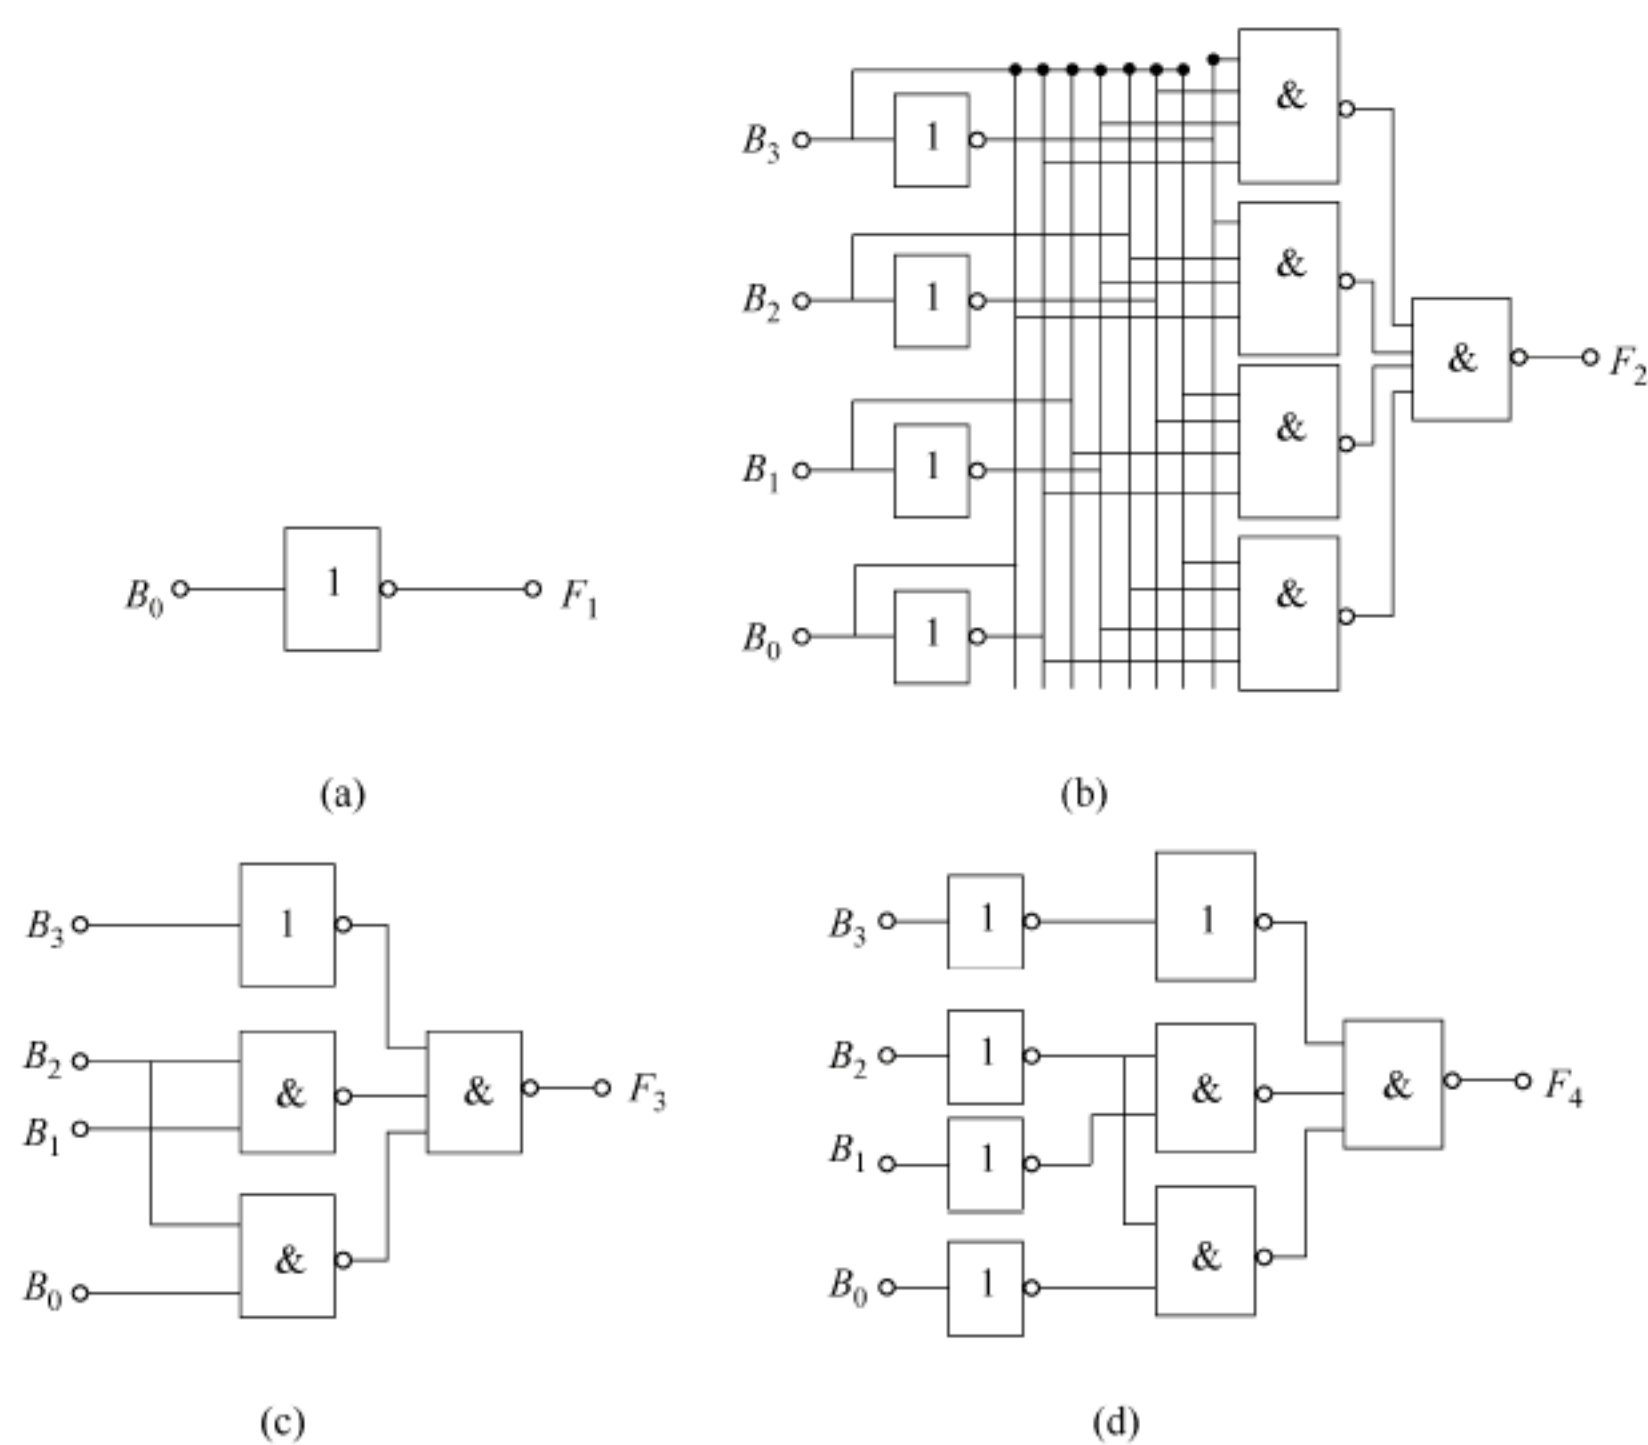 B₀ 1 F₁
(a)
&
B₃ 1
&
B₂ 1
& F₂
&
B₁ 1
&
B₀ 1
(b)
B₃ 1
B₂
& & F₃
B₁
&
B₀
(c)
B₃ 1 1
B₂ 1
& & F₄
B₁ 1
&
B₀ 1
(d)